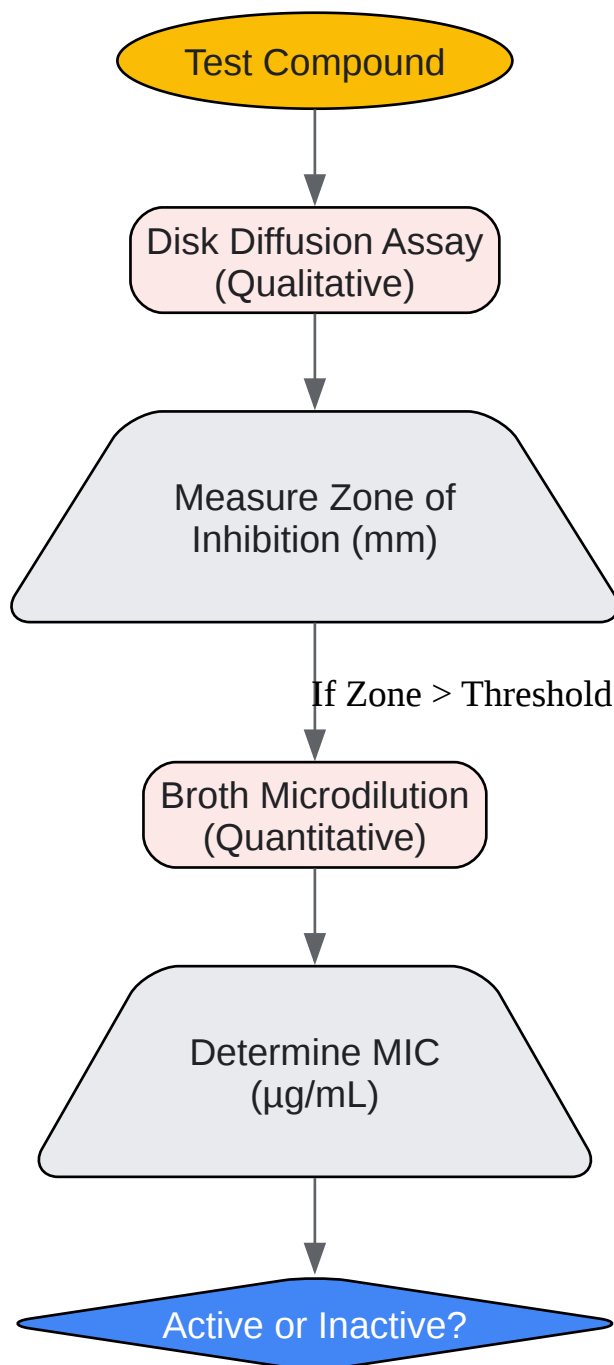 Test Compound
Disk Diffusion Assay
(Qualitative)
Measure Zone of
Inhibition (mm)
If Zone > Threshold
Broth Microdilution
(Quantitative)
Determine MIC
(µg/mL)
Active or Inactive?